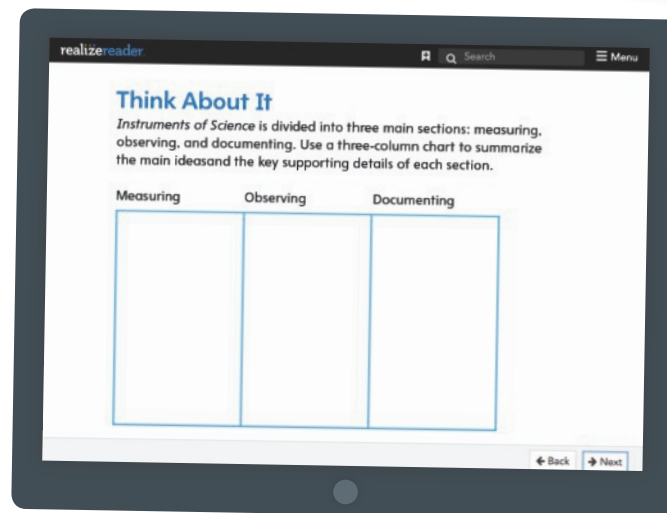 realizereader
Search
Menu
Think About It
Instruments of Science is divided into three main sections: measuring,
observing, and documenting. Use a three-column chart to summarize
the main ideasand the key supporting details of each section.
Measuring Observing Documenting
Back Next